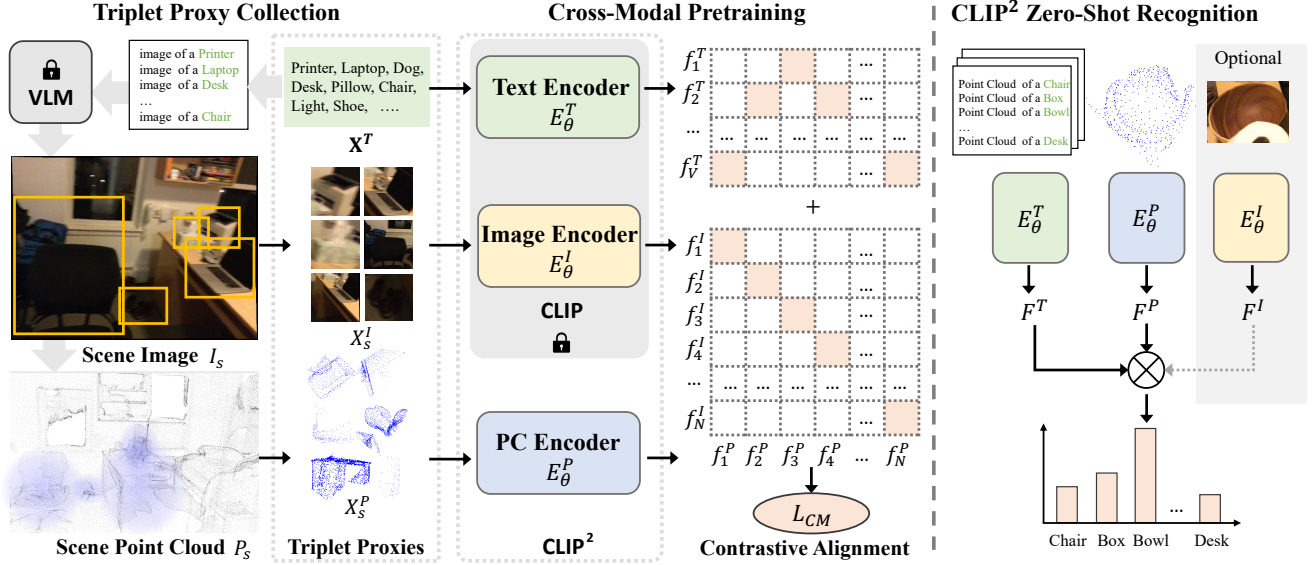 Triplet Proxy Collection
Cross-Modal Pretraining
CLIP² Zero-Shot Recognition
VLM
image of a Printer
image of a Laptop
image of a Desk
...
image of a Chair
Printer, Laptop, Dog,
Desk, Pillow, Chair,
Light, Shoe, ….
X^T
Scene Image I_s
X_s^I
Scene Point Cloud P_s
X_s^P
Triplet Proxies
Text Encoder
E_θ^T
Image Encoder
E_θ^I
CLIP
PC Encoder
E_θ^P
CLIP²
f_1^T ...
f_2^T ...
... ... ... ... ... ... ...
f_V^T ...
+
f_1^I ...
f_2^I ...
f_3^I ...
f_4^I ...
... ... ... ... ... ... ...
f_N^I ...
f_1^P f_2^P f_3^P f_4^P ... f_N^P
L_CM
Contrastive Alignment
Point Cloud of a Chair
Point Cloud of a Box
Point Cloud of a Bowl
...
Point Cloud of a Desk
Optional
E_θ^T E_θ^P E_θ^I
F^T F^P F^I
...
Chair Box Bowl Desk